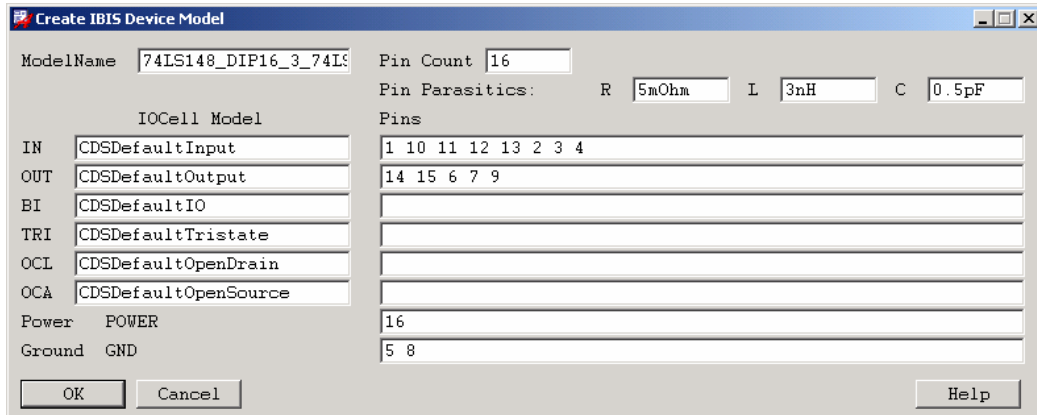 Create IBIS Device Model
ModelName 74LS148_DIP16_3_74LS Pin Count 16
Pin Parasitics: R 5mOhm L 3nH C 0.5pF
IOCell Model Pins
IN CDSDefaultInput 1 10 11 12 13 2 3 4
OUT CDSDefaultOutput 14 15 6 7 9
BI CDSDefaultIO
TRI CDSDefaultTristate
OCL CDSDefaultOpenDrain
OCA CDSDefaultOpenSource
Power POWER 16
Ground GND 5 8
OK Cancel Help